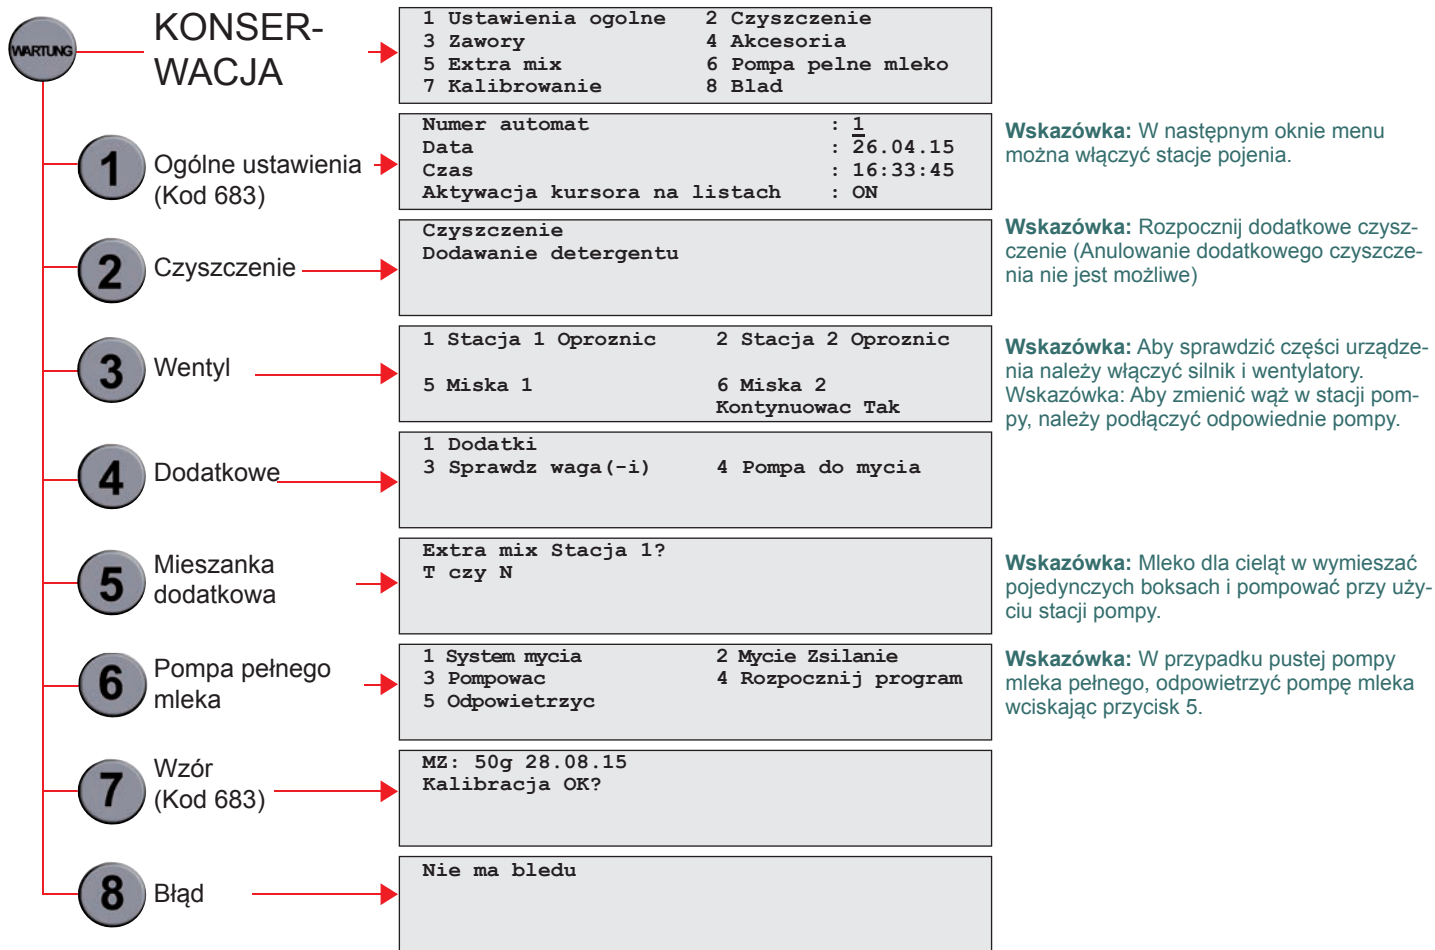 WARTUNG
KONSER-
WACJA
1 Ustawienia ogolne 2 Czyszczenie
3 Zawory 4 Akcesoria
5 Extra mix 6 Pompa pelne mleko
7 Kalibrowanie 8 Blad
1
Ogólne ustawienia
(Kod 683)
Numer automat : 1
Data : 26.04.15
Czas : 16:33:45
Aktywacja kursora na listach : ON
Wskazówka: W następnym oknie menu
można włączyć stacje pojenia.
2
Czyszczenie
Czyszczenie
Dodawanie detergentu
Wskazówka: Rozpocznij dodatkowe czysz-
czenie (Anulowanie dodatkowego czyszcze-
nia nie jest możliwe)
3
Wentyl
1 Stacja 1 Oproznic 2 Stacja 2 Oproznic
5 Miska 1 6 Miska 2
Kontynuowac Tak
Wskazówka: Aby sprawdzić części urządze-
nia należy włączyć silnik i wentylatory.
Wskazówka: Aby zmienić wąż w stacji pom-
py, należy podłączyć odpowiednie pompy.
4
Dodatkowe
1 Dodatki
3 Sprawdz waga(-i) 4 Pompa do mycia
5
Mieszanka
dodatkowa
Extra mix Stacja 1?
T czy N
Wskazówka: Mleko dla cieląt w wymieszać
pojedynczych boksach i pompować przy uży-
ciu stacji pompy.
6
Pompa pełnego
mleka
1 System mycia 2 Mycie Zsilanie
3 Pompowac 4 Rozpocznij program
5 Odpowietrzyc
Wskazówka: W przypadku pustej pompy
mleka pełnego, odpowietrzyć pompę mleka
wciskając przycisk 5.
7
Wzór
(Kod 683)
MZ: 50g 28.08.15
Kalibracja OK?
8
Błąd
Nie ma bledu